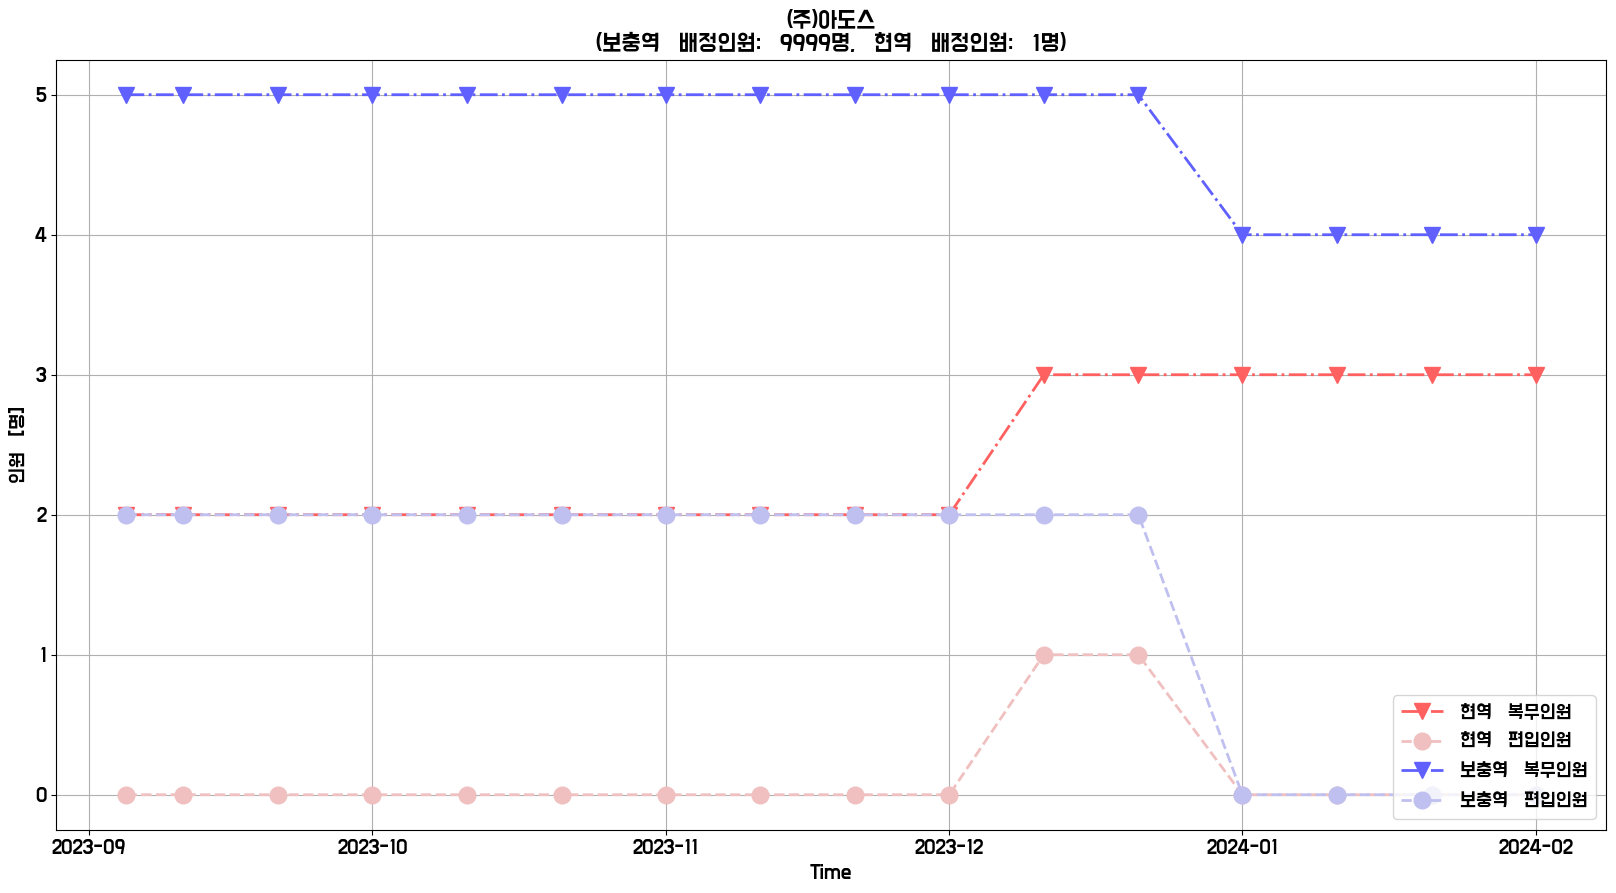 (주)아도스
(보충역 배정인원: 9999명, 현역 배정인원: 1명)
인원 [명]
5
4
3
2
1
0
2023-09
2023-10
2023-11
2023-12
2024-01
2024-02
Time
현역 복무인원
현역 편입인원
보충역 복무인원
보충역 편입인원